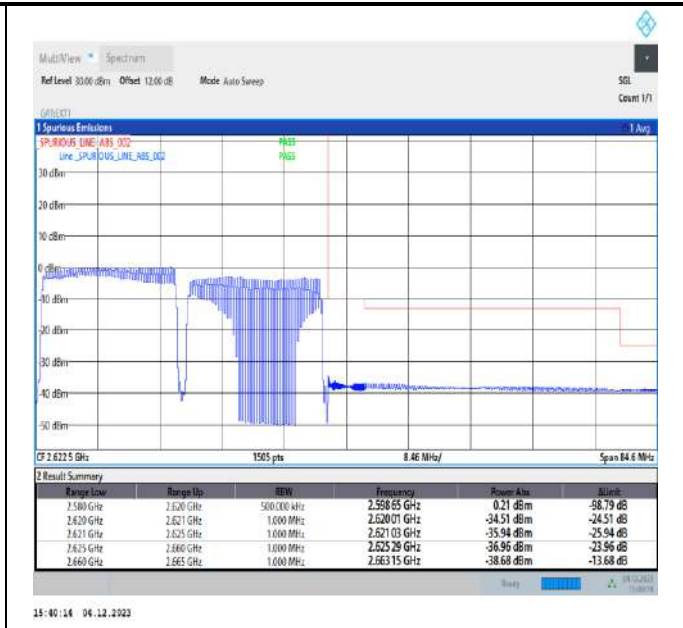 MultiView Spectrum
Ref Level 30.00 dBm Offset 12.00 dB Mode Auto Sweep SGL
Count 1/1
1 Spurious Emissions 1 Avg
_SPURIOUS_LINE_ABS_002 PASS
Line _SPURIOUS_LINE_ABS_002 PASS
30 dBm
20 dBm
10 dBm
0 dBm
-10 dBm
-20 dBm
-30 dBm
-40 dBm
-50 dBm
CF 2.6225 GHz 1505 pts 8.46 MHz/ Span 84.6 MHz
2 Result Summary
Range Low Range Up RBW Frequency Power Abs ΔLimit
2.580 GHz 2.620 GHz 500.000 kHz 2.59865 GHz 0.21 dBm -98.79 dB
2.620 GHz 2.621 GHz 1.000 MHz 2.62001 GHz -34.51 dBm -24.51 dB
2.621 GHz 2.625 GHz 1.000 MHz 2.62103 GHz -35.94 dBm -25.94 dB
2.625 GHz 2.660 GHz 1.000 MHz 2.62529 GHz -36.96 dBm -23.96 dB
2.660 GHz 2.665 GHz 1.000 MHz 2.66315 GHz -38.68 dBm -13.68 dB
Ready
15:40:14 04.12.2023